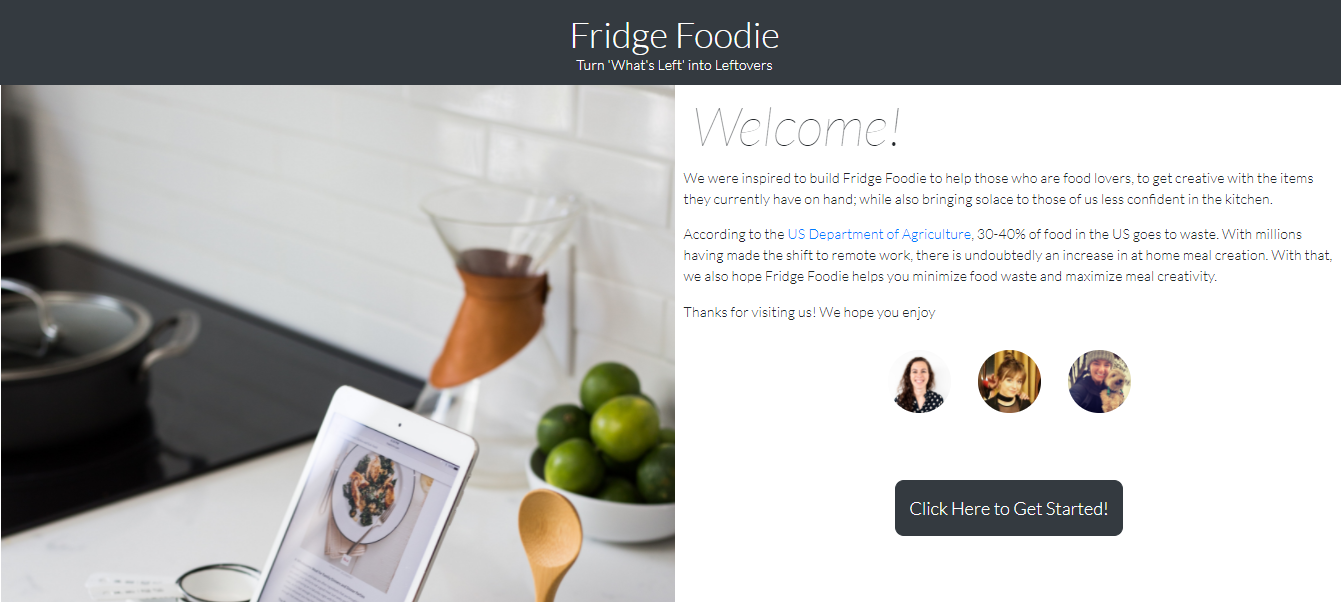 Fridge Foodie
Turn 'What's Left' into Leftovers
Welcome!
We were inspired to build Fridge Foodie to help those who are food lovers, to get creative with the items
they currently have on hand; while also bringing solace to those of us less confident in the kitchen.
According to the US Department of Agriculture, 30-40% of food in the US goes to waste. With millions
having made the shift to remote work, there is undoubtedly an increase in at home meal creation. With that,
we also hope Fridge Foodie helps you minimize food waste and maximize meal creativity.
Thanks for visiting us! We hope you enjoy
Click Here to Get Started!